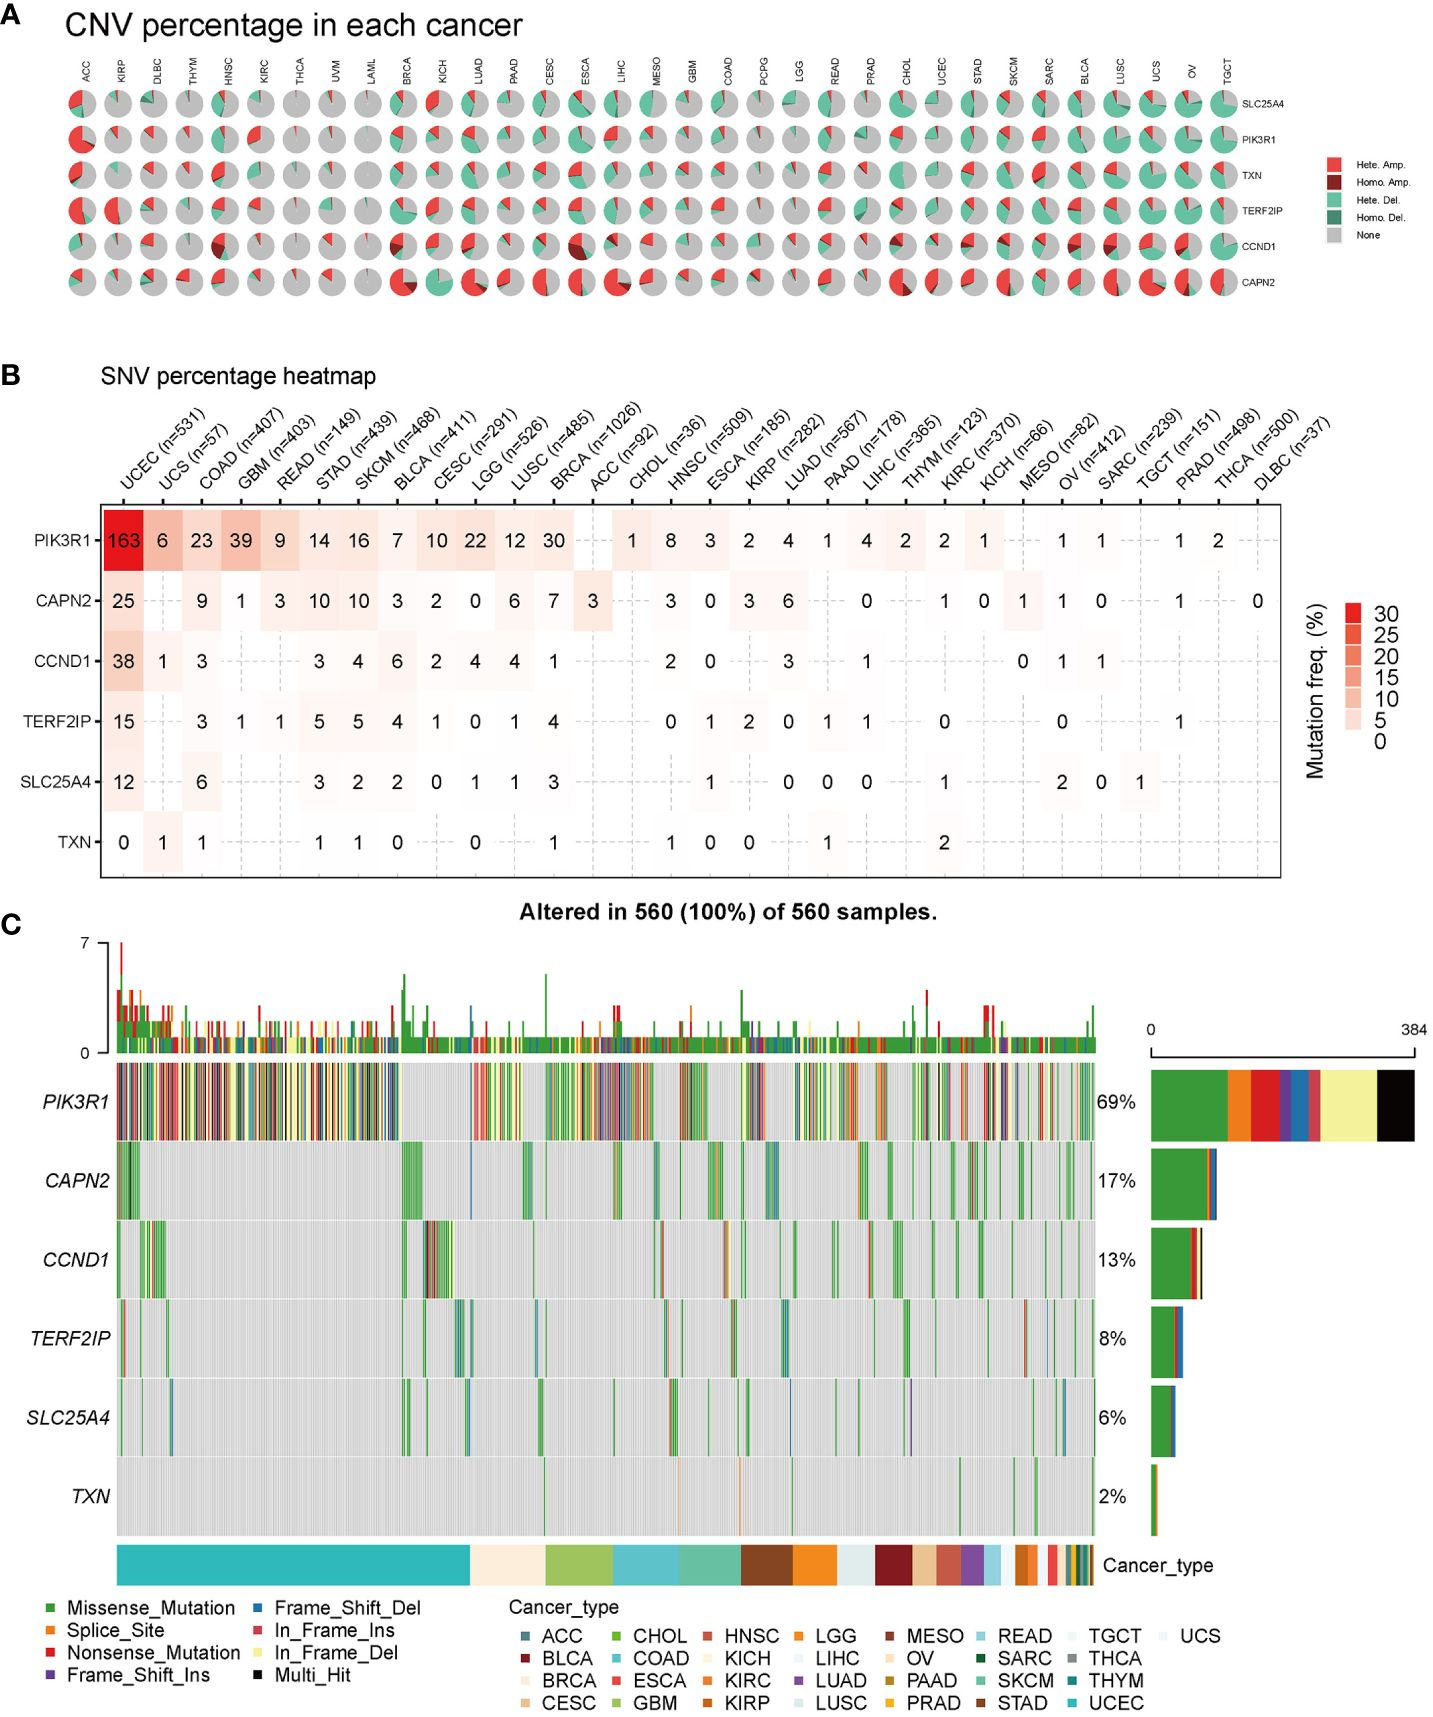 A
CNV percentage in each cancer
ACC KIRP DLBC THYM HNSC KIRC THCA UVM LAML BRCA KICH LUAD PAAD CESC ESCA LIHC MESO GBM COAD PCPG LGG READ PRAD CHOL UCEC STAD SKCM SARC BLCA LUSC UCS OV TGCT
SLC25A4
PIK3R1
TXN
TERF2IP
CCND1
CAPN2
Hete. Amp.
Homo. Amp.
Hete. Del.
Homo. Del.
None
B
SNV percentage heatmap
UCEC (n=531) UCS (n=57) COAD (n=407) GBM (n=403) READ (n=149) STAD (n=439) SKCM (n=468) BLCA (n=411) CESC (n=291) LGG (n=526) LUSC (n=485) BRCA (n=1026) ACC (n=92) CHOL (n=36) HNSC (n=509) ESCA (n=185) KIRP (n=282) LUAD (n=567) PAAD (n=178) LIHC (n=365) THYM (n=123) KIRC (n=370) KICH (n=66) MESO (n=82) OV (n=412) SARC (n=239) TGCT (n=151) PRAD (n=498) THCA (n=500) DLBC (n=37)
PIK3R1 163 6 23 39 9 14 16 7 10 22 12 30 1 8 3 2 4 1 4 2 2 1 1 1 1 2
CAPN2 25 9 1 3 10 10 3 2 0 6 7 3 3 0 3 6 0 1 0 1 1 0 1 0
CCND1 38 1 3 3 4 6 2 4 4 1 2 0 3 1 0 1 1
TERF2IP 15 3 1 1 5 5 4 1 0 1 4 0 1 2 0 1 1 0 0 1
SLC25A4 12 6 3 2 2 0 1 1 3 1 0 0 0 1 2 0 1
TXN 0 1 1 1 1 0 0 1 1 0 0 1 2
Mutation freq. (%)
30
25
20
15
10
5
0
C
Altered in 560 (100%) of 560 samples.
7
0
0 384
PIK3R1 69%
CAPN2 17%
CCND1 13%
TERF2IP 8%
SLC25A4 6%
TXN 2%
Cancer_type
Missense_Mutation Frame_Shift_Del
Splice_Site In_Frame_Ins
Nonsense_Mutation In_Frame_Del
Frame_Shift_Ins Multi_Hit
Cancer_type
ACC CHOL HNSC LGG MESO READ TGCT UCS
BLCA COAD KICH LIHC OV SARC THCA
BRCA ESCA KIRC LUAD PAAD SKCM THYM
CESC GBM KIRP LUSC PRAD STAD UCEC